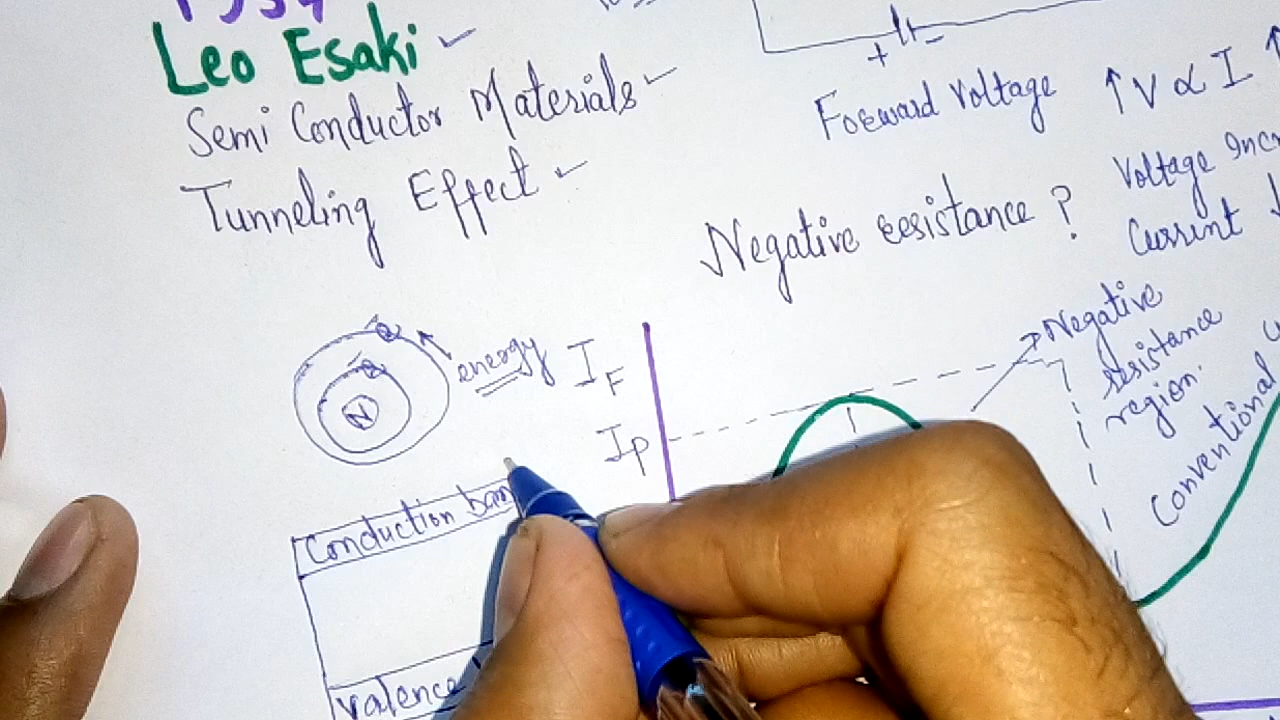 Leo Esaki
Semi Conductor Materials
Tunneling Effect
+ -
Forward Voltage ↑V ∝ I ↑
Negative resistance ?
Voltage Incr
Current ↓
energy
N
IF
IP
Negative
resistance
region.
Conventional
Conduction ban
Valence